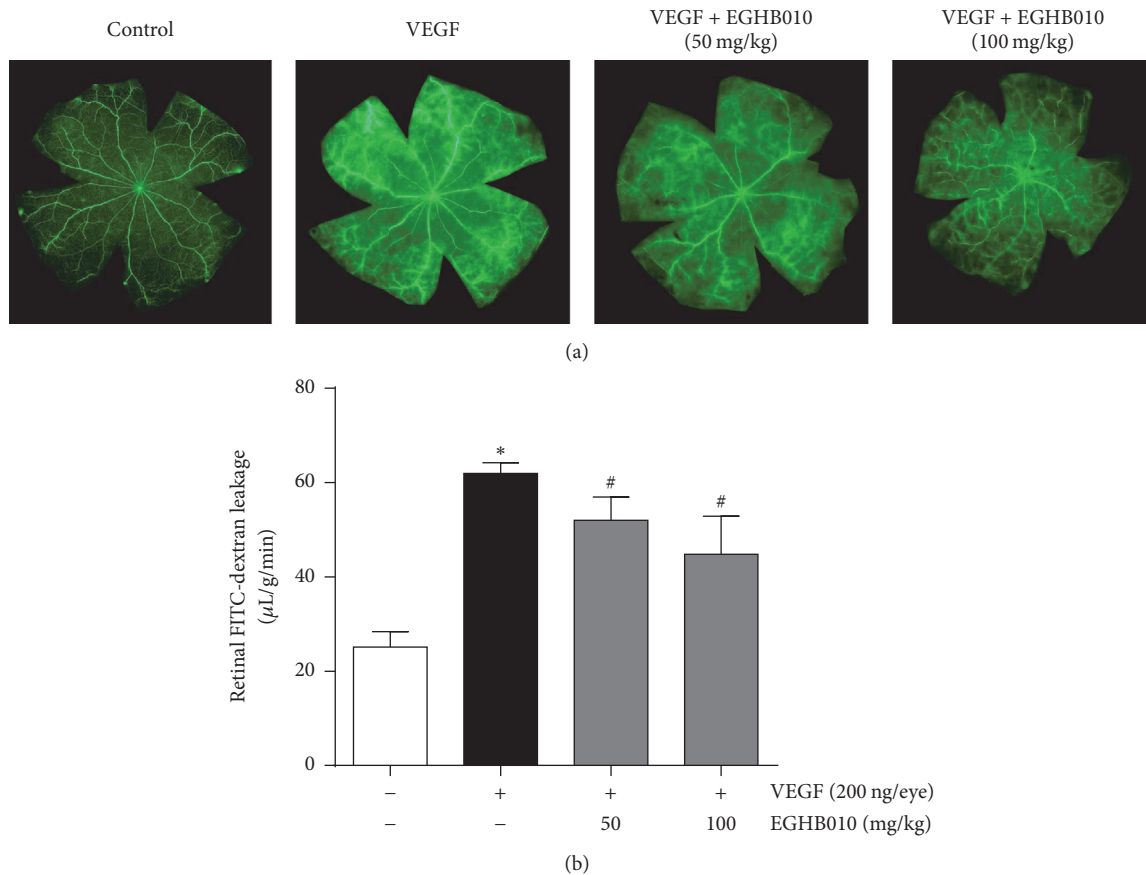 Control
VEGF
VEGF + EGHB010
(50 mg/kg)
VEGF + EGHB010
(100 mg/kg)
(a)
80
60
40
20
0
Retinal FITC-dextran leakage
(μL/g/min)
*
#
#
− + + + VEGF (200 ng/eye)
− − 50 100 EGHB010 (mg/kg)
(b)